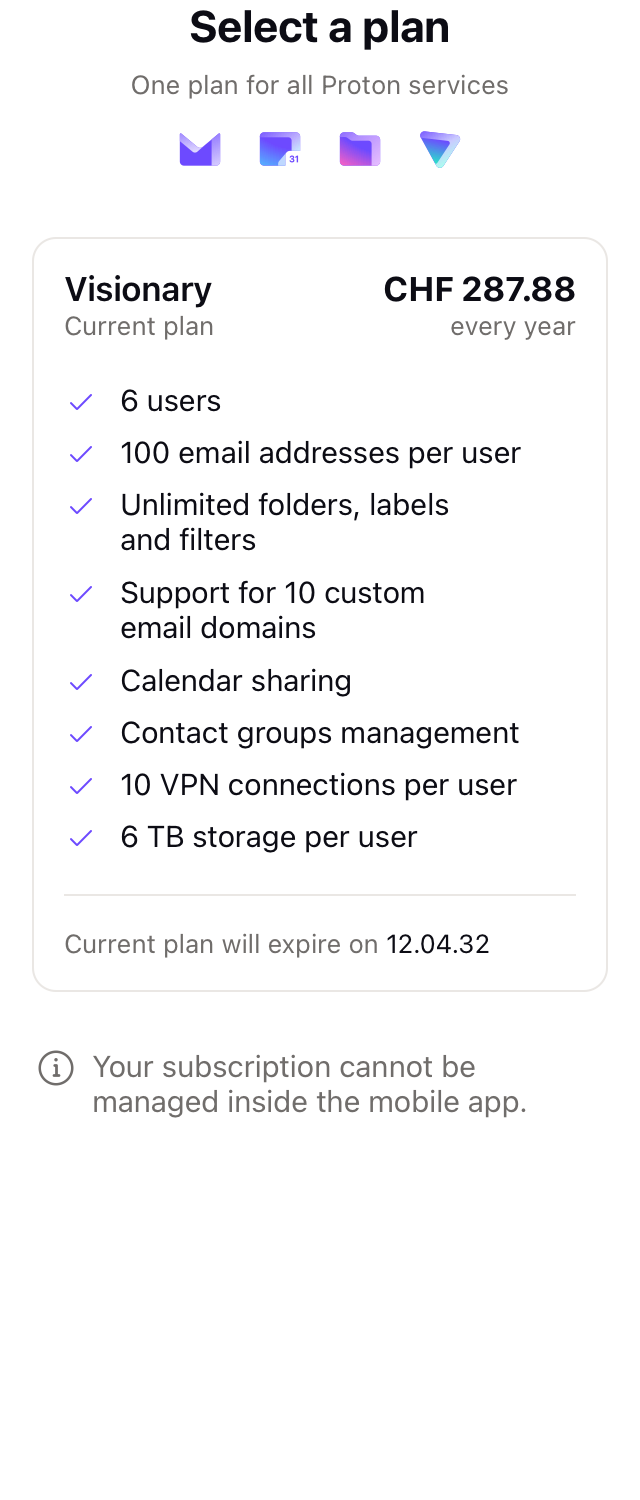 Select a plan
One plan for all Proton services
31
Visionary
CHF 287.88
Current plan
every year
6 users
100 email addresses per user
Unlimited folders, labels
and filters
Support for 10 custom
email domains
Calendar sharing
Contact groups management
10 VPN connections per user
6 TB storage per user
Current plan will expire on 12.04.32
Your subscription cannot be
managed inside the mobile app.